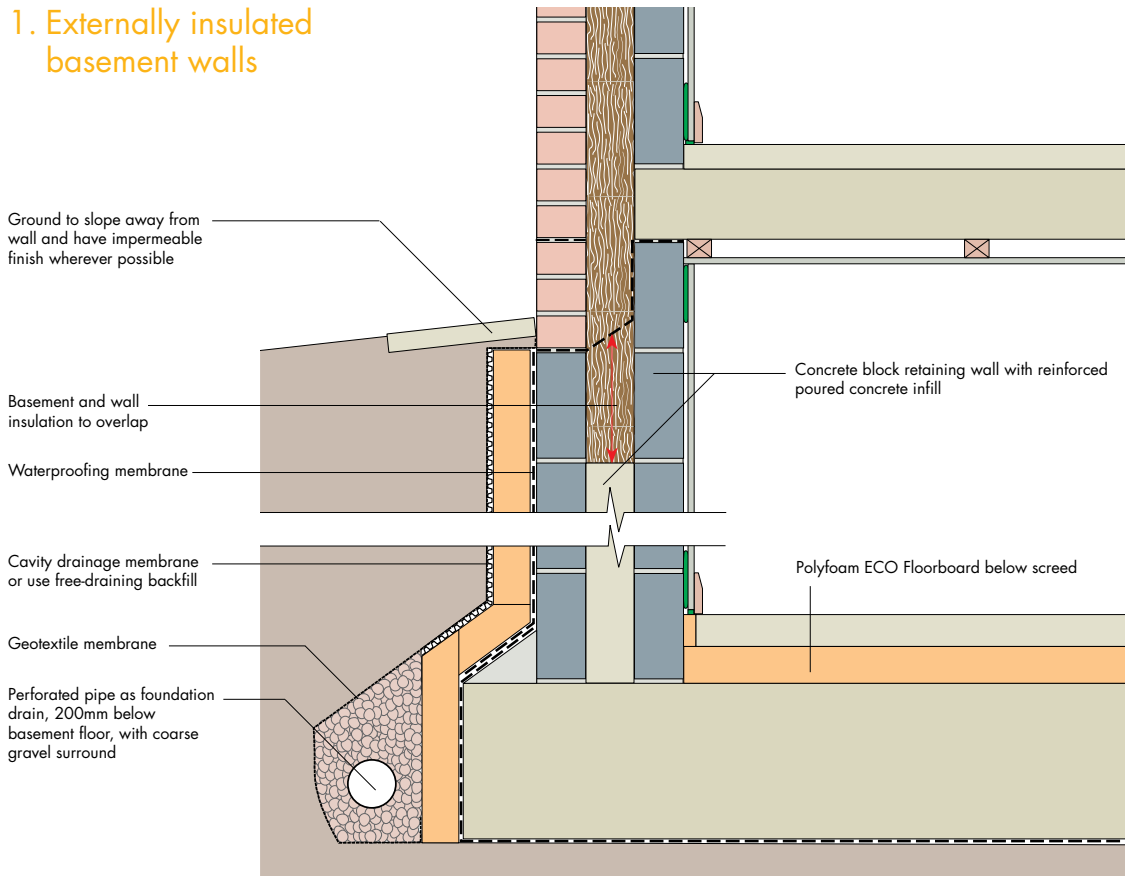 1. Externally insulated
basement walls
Ground to slope away from
wall and have impermeable
finish wherever possible
Basement and wall
insulation to overlap
Waterproofing membrane
Concrete block retaining wall with reinforced
poured concrete infill
Cavity drainage membrane
or use free-draining backfill
Polyfoam ECO Floorboard below screed
Geotextile membrane
Perforated pipe as foundation
drain, 200mm below
basement floor, with coarse
gravel surround